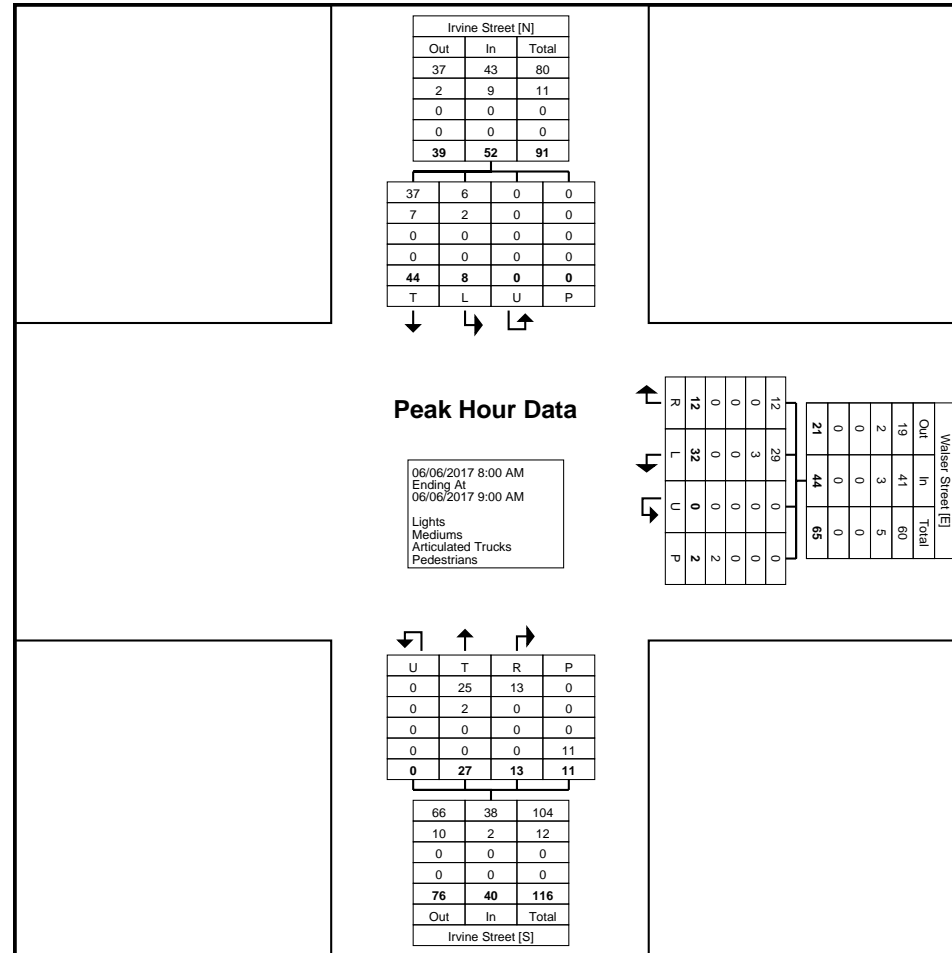 Irvine Street [N]
Out In Total
37 43 80
2 9 11
0 0 0
0 0 0
39 52 91
37 6 0 0
7 2 0 0
0 0 0 0
0 0 0 0
44 8 0 0
T L U P
Peak Hour Data
06/06/2017 8:00 AM
Ending At
06/06/2017 9:00 AM
Lights
Mediums
Articulated Trucks
Pedestrians
Walser Street [E]
Out In Total
19 41 60
2 3 5
0 0 0
0 0 0
21 44 65
12 29 0 0
0 3 0 0
0 0 0 0
0 0 0 2
12 32 0 2
R L U P
U T R P
0 25 13 0
0 2 0 0
0 0 0 0
0 0 0 11
0 27 13 11
66 38 104
10 2 12
0 0 0
0 0 0
76 40 116
Out In Total
Irvine Street [S]